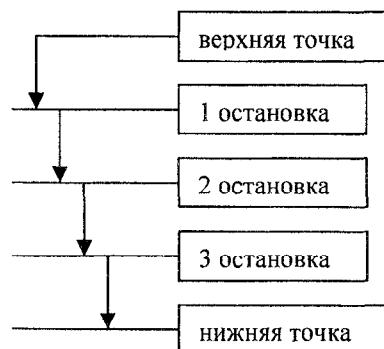 верхняя точка
1 остановка
2 остановка
3 остановка
нижняя точка